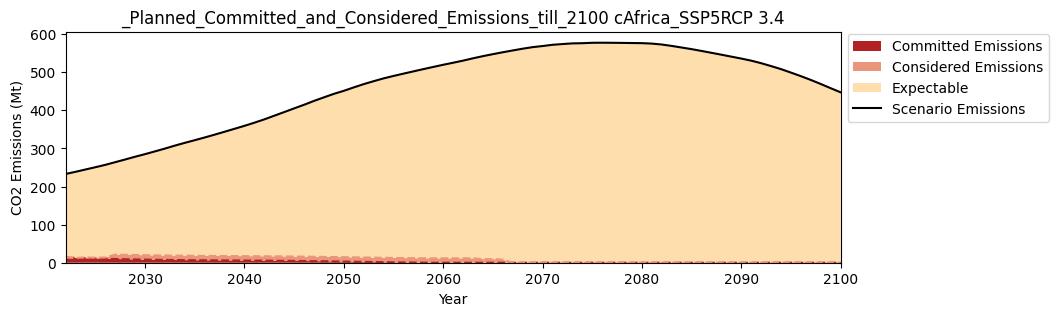 _Planned_Committed_and_Considered_Emissions_till_2100 cAfrica_SSP5RCP 3.4
600
500
400
300
200
100
0
CO2 Emissions (Mt)
2030 2040 2050 2060 2070 2080 2090 2100
Year
Committed Emissions
Considered Emissions
Expectable
Scenario Emissions